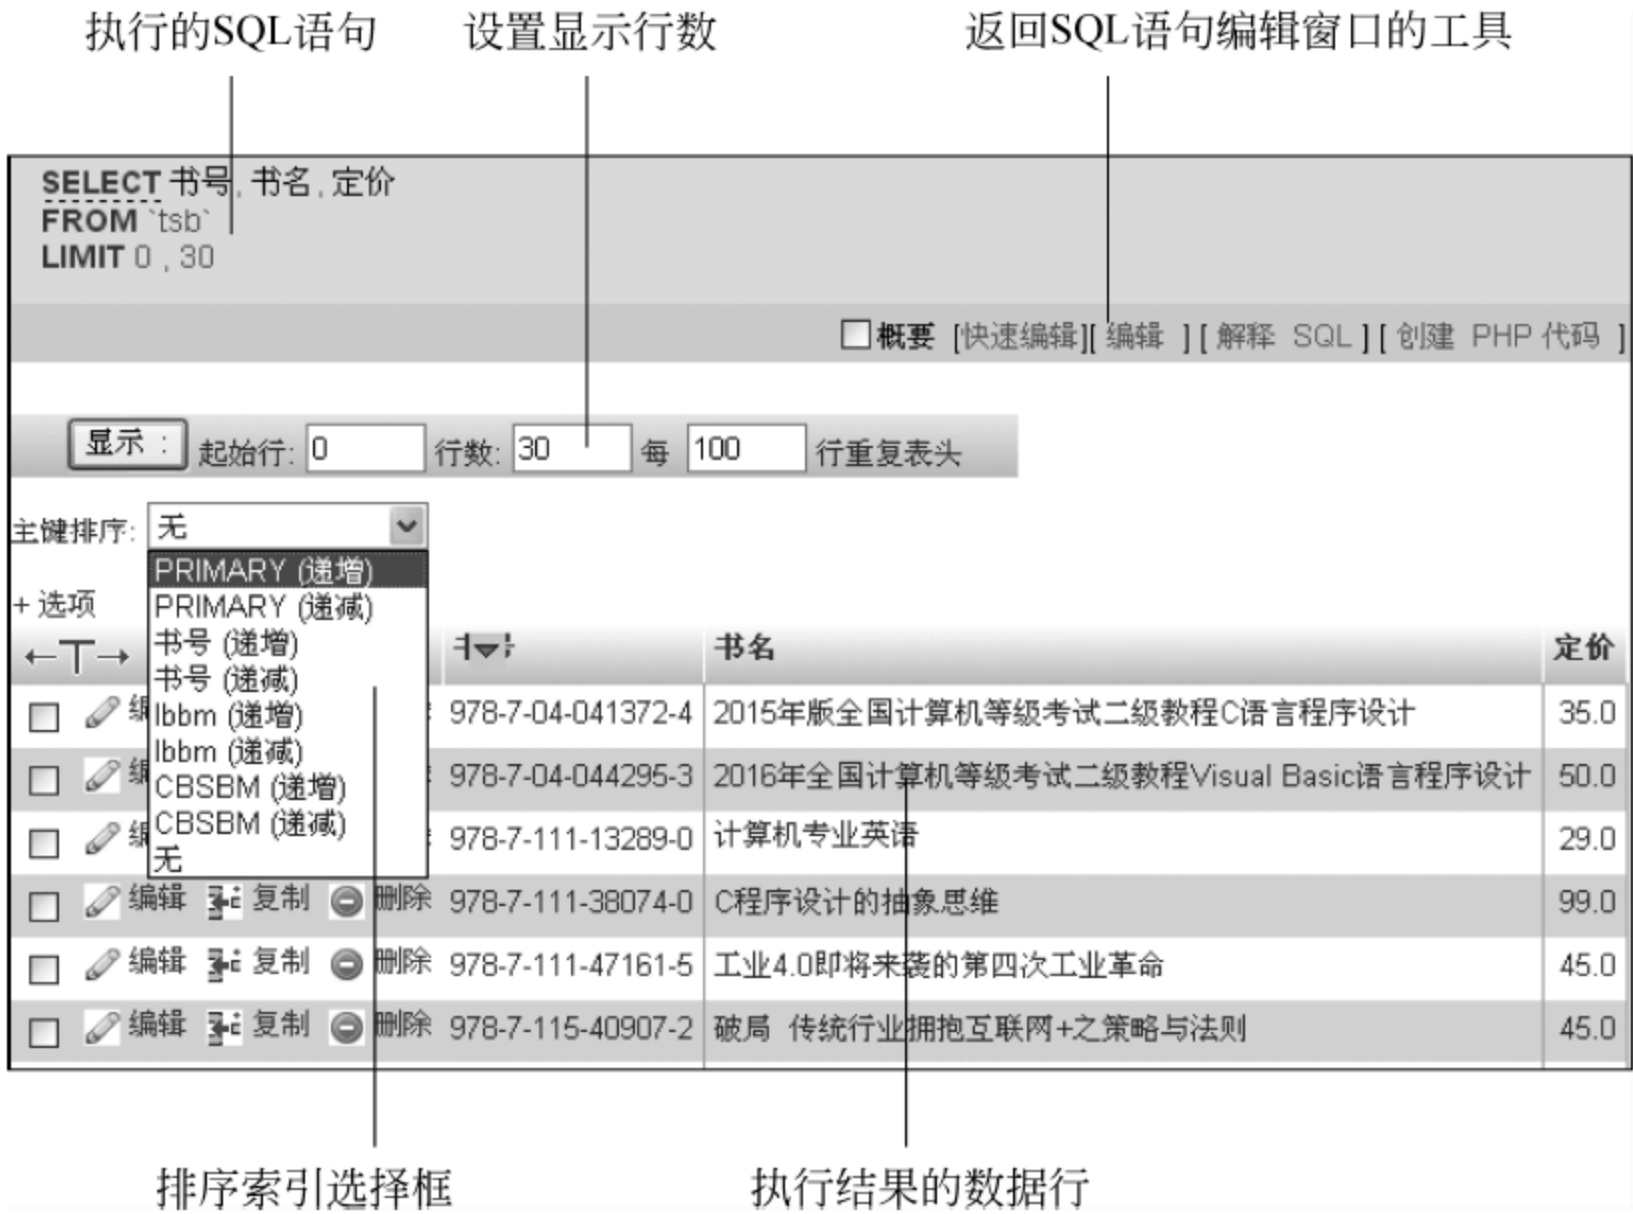 执行的SQL语句 设置显示行数 返回SQL语句编辑窗口的工具
SELECT 书号 , 书名 , 定价
FROM `tsb`
LIMIT 0 , 30
概要 [快速编辑][ 编辑 ] [ 解释 SQL ] [ 创建 PHP 代码 ]
显示 : 起始行: 0 行数: 30 每 100 行重复表头
主键排序: 无
PRIMARY (递增)
+ 选项 PRIMARY (递减)
书号 (递增)
←T→ 书名 定价
书号 (递减)
lbbm (递增)
978-7-04-041372-4 2015年版全国计算机等级考试二级教程C语言程序设计 35.0
lbbm (递减)
978-7-04-044295-3 2016年全国计算机等级考试二级教程Visual Basic语言程序设计 50.0
CBSBM (递增)
CBSBM (递减)
978-7-111-13289-0 计算机专业英语 29.0
无
编辑 复制 删除 978-7-111-38074-0 C程序设计的抽象思维 99.0
编辑 复制 删除 978-7-111-47161-5 工业4.0即将来袭的第四次工业革命 45.0
编辑 复制 删除 978-7-115-40907-2 破局 传统行业拥抱互联网+之策略与法则 45.0
排序索引选择框 执行结果的数据行